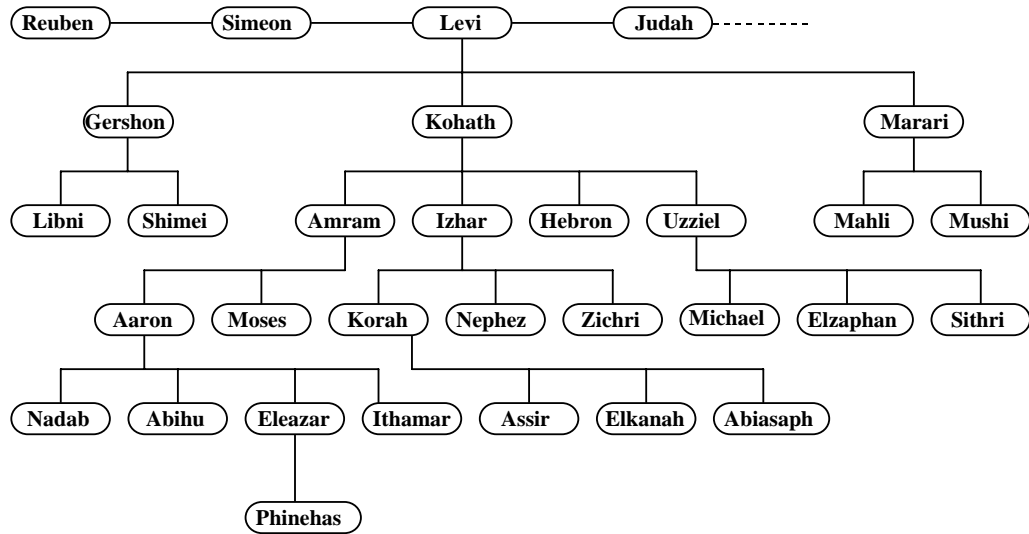 Reuben Simeon Levi Judah
Gershon Kohath Marari
Libni Shimei Amram Izhar Hebron Uzziel Mahli Mushi
Aaron Moses Korah Nephez Zichri Michael Elzaphan Sithri
Nadab Abihu Eleazar Ithamar Assir Elkanah Abiasaph
Phinehas